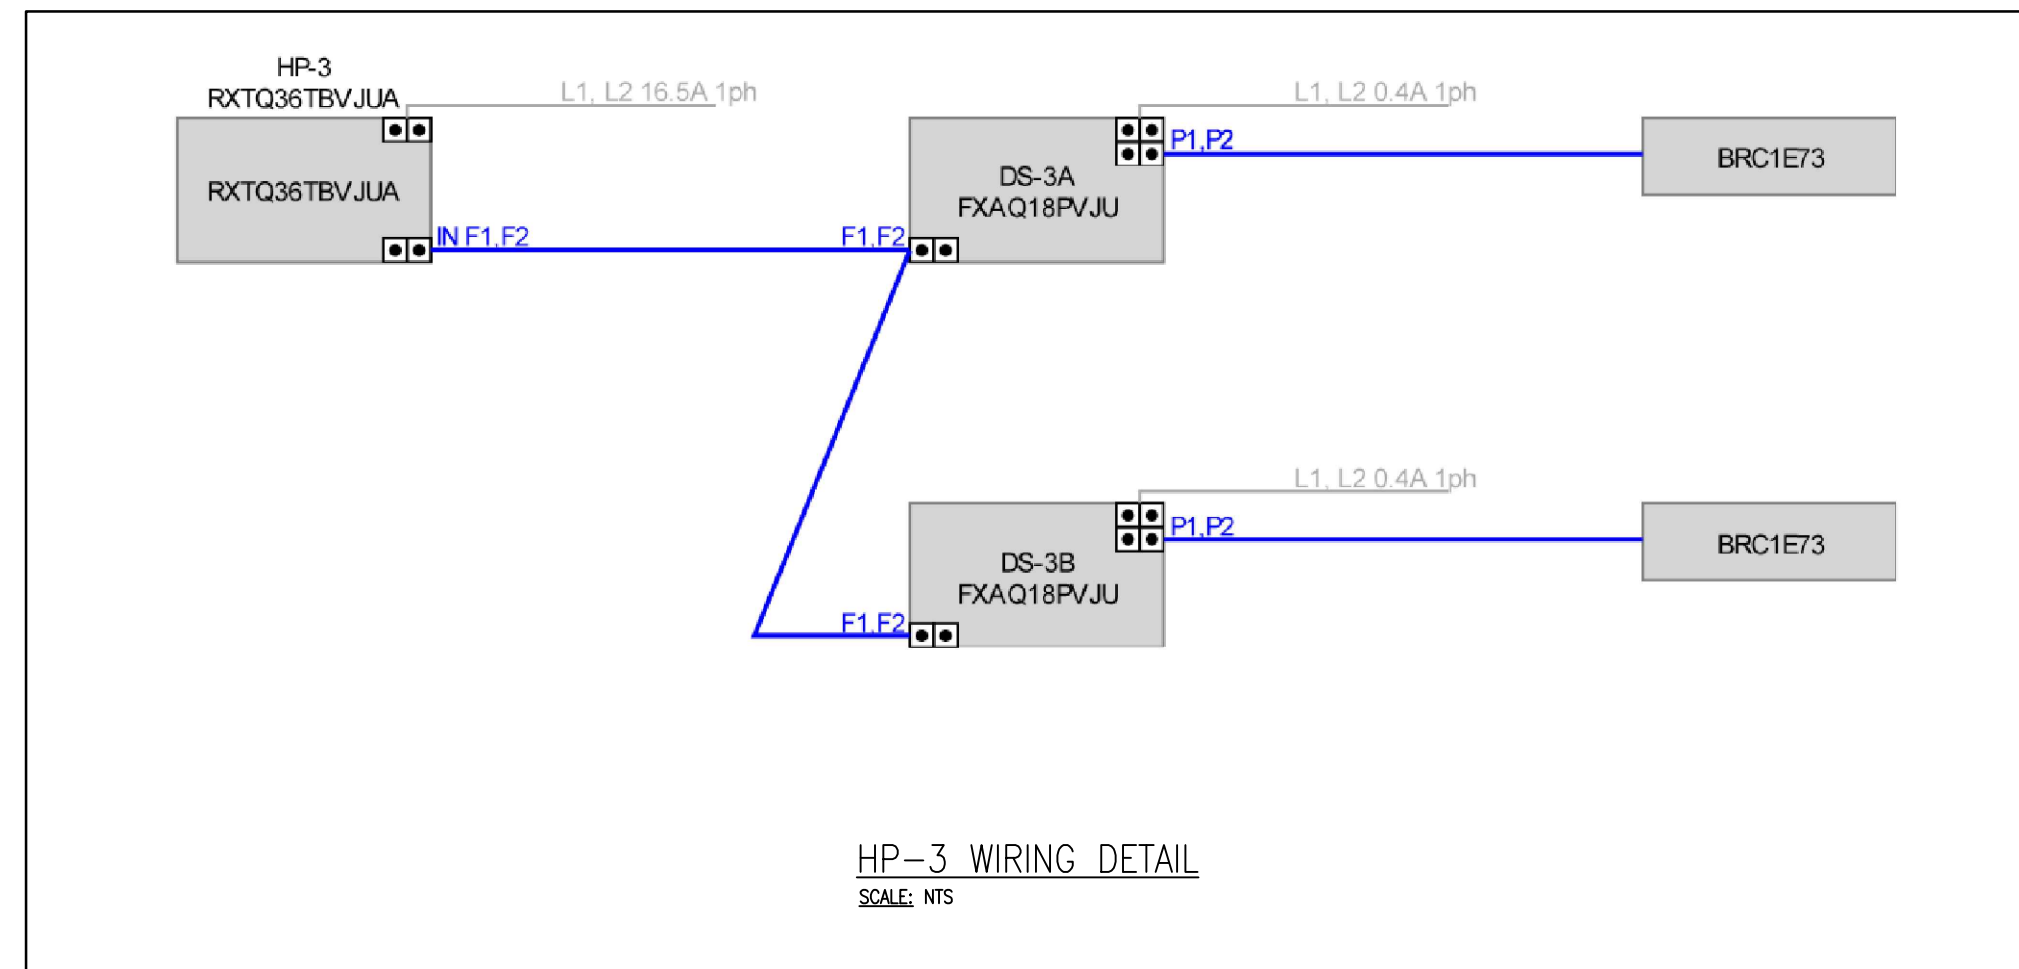 HP-3
RXTQ36TBVJUA
L1, L2 16.5A 1ph
L1, L2 0.4A 1ph
RXTQ36TBVJUA
IN F1,F2
F1,F2
DS-3A
FXAQ18PVJU
P1,P2
BRC1E73
L1, L2 0.4A 1ph
F1,F2
DS-3B
FXAQ18PVJU
P1,P2
BRC1E73
HP-3 WIRING DETAIL
SCALE: NTS